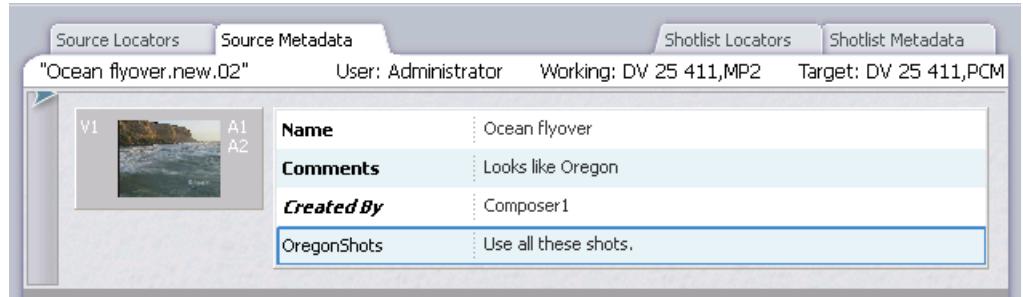 Source Locators Source Metadata Shotlist Locators Shotlist Metadata
"Ocean flyover.new.02" User: Administrator Working: DV 25 411,MP2 Target: DV 25 411,PCM
V1 A1
A2
Name Ocean flyover
Comments Looks like Oregon
Created By Composer1
OregonShots Use all these shots.